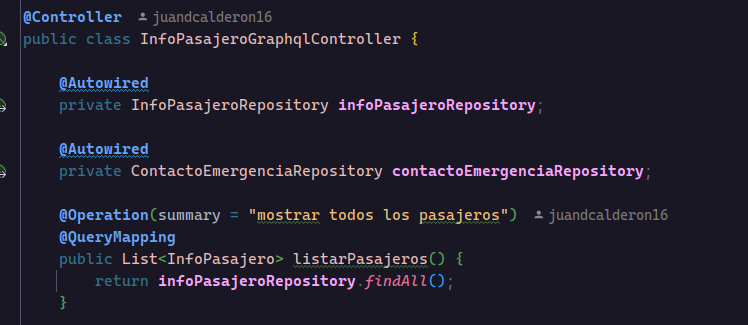 @Controller juandcalderon16
public class InfoPasajeroGraphqlController {
@Autowired
private InfoPasajeroRepository infoPasajeroRepository;
@Autowired
private ContactoEmergenciaRepository contactoEmergenciaRepository;
@Operation(summary = "mostrar todos los pasajeros") juandcalderon16
@QueryMapping
public List<InfoPasajero> listarPasajeros() {
return infoPasajeroRepository.findAll();
}